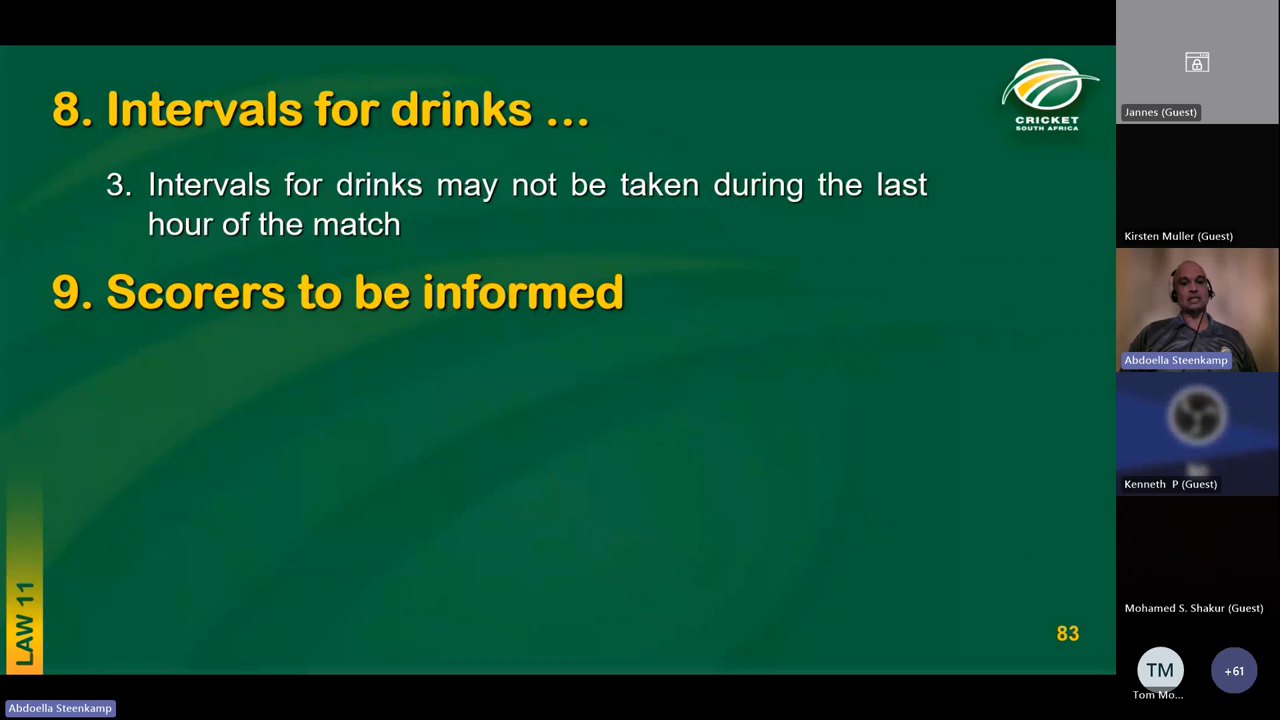 8. Intervals for drinks ...
CRICKET
SOUTH AFRICA
3. Intervals for drinks may not be taken during the last
hour of the match
9. Scorers to be informed
LAW 11
83
Abdoella Steenkamp
Jannes (Guest)
Kirsten Muller (Guest)
Abdoella Steenkamp
Kenneth P (Guest)
Mohamed S. Shakur (Guest)
TM
Tom Mo...
+61